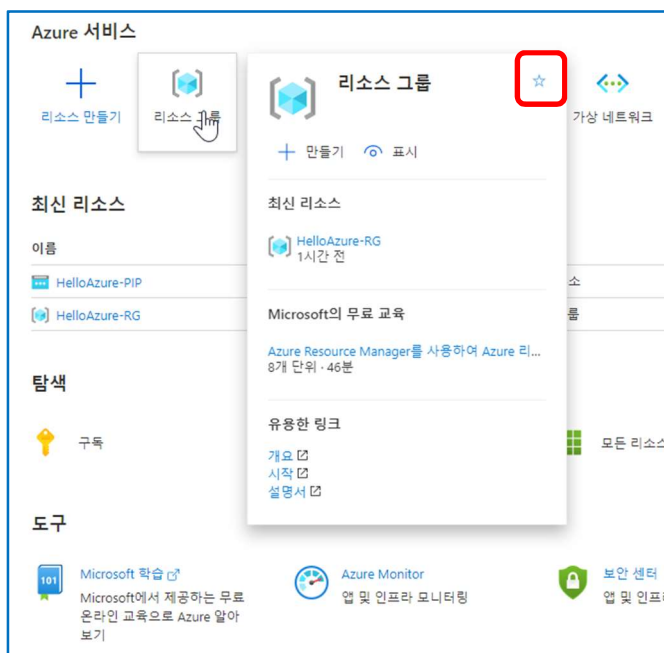 Azure 서비스
리소스 만들기
리소스 그룹
리소스 그룹
가상 네트워크
만들기
표시
최신 리소스
이름
HelloAzure-PIP
HelloAzure-RG
최신 리소스
HelloAzure-RG
1시간 전
Microsoft의 무료 교육
Azure Resource Manager를 사용하여 Azure 리...
8개 단위 · 46분
유용한 링크
개요
시작
설명서
소
룹
탐색
구독
모든 리소스
도구
101
Microsoft 학습
Microsoft에서 제공하는 무료
온라인 교육으로 Azure 알아
보기
Azure Monitor
앱 및 인프라 모니터링
보안 센터
앱 및 인프라